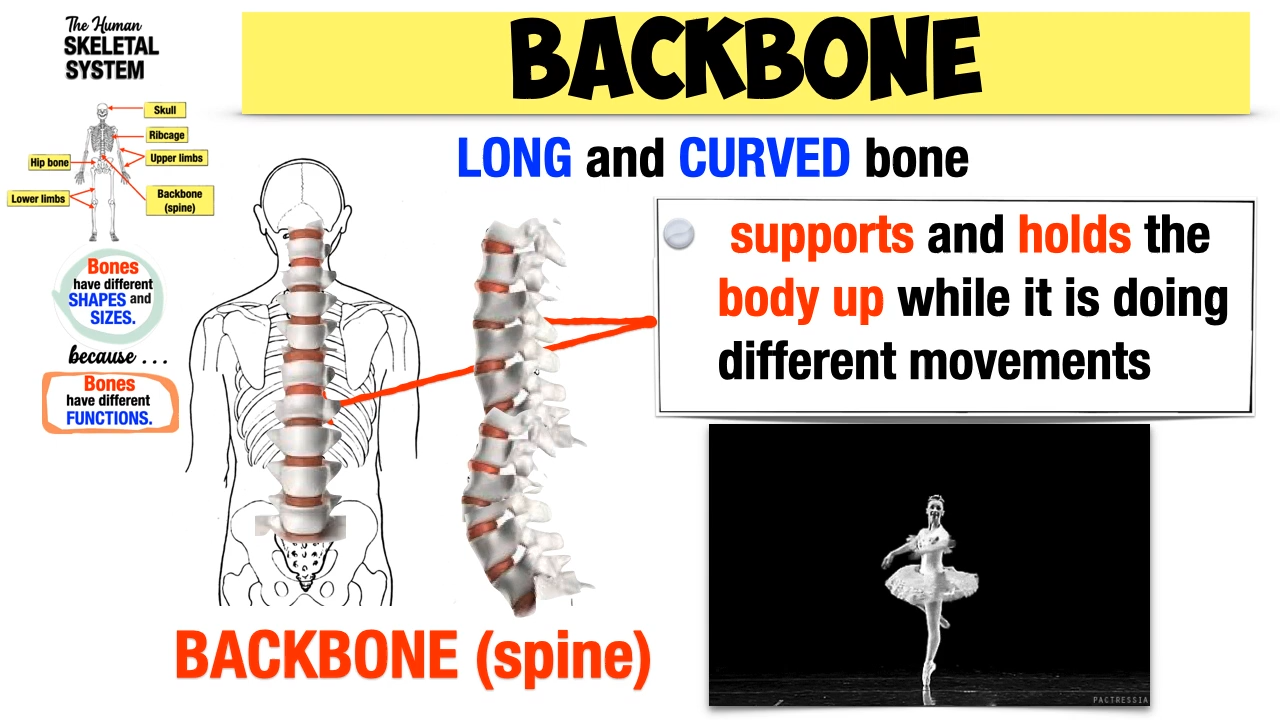 The Human
SKELETAL
SYSTEM
Skull
Ribcage
Upper limbs
Hip bone
Lower limbs
Backbone
(spine)
Bones
have different
SHAPES and
SIZES.
because . . .
Bones
have different
FUNCTIONS.
BACKBONE
LONG and CURVED bone
supports and holds the
body up while it is doing
different movements
BACKBONE (spine)
PACTRESSIA